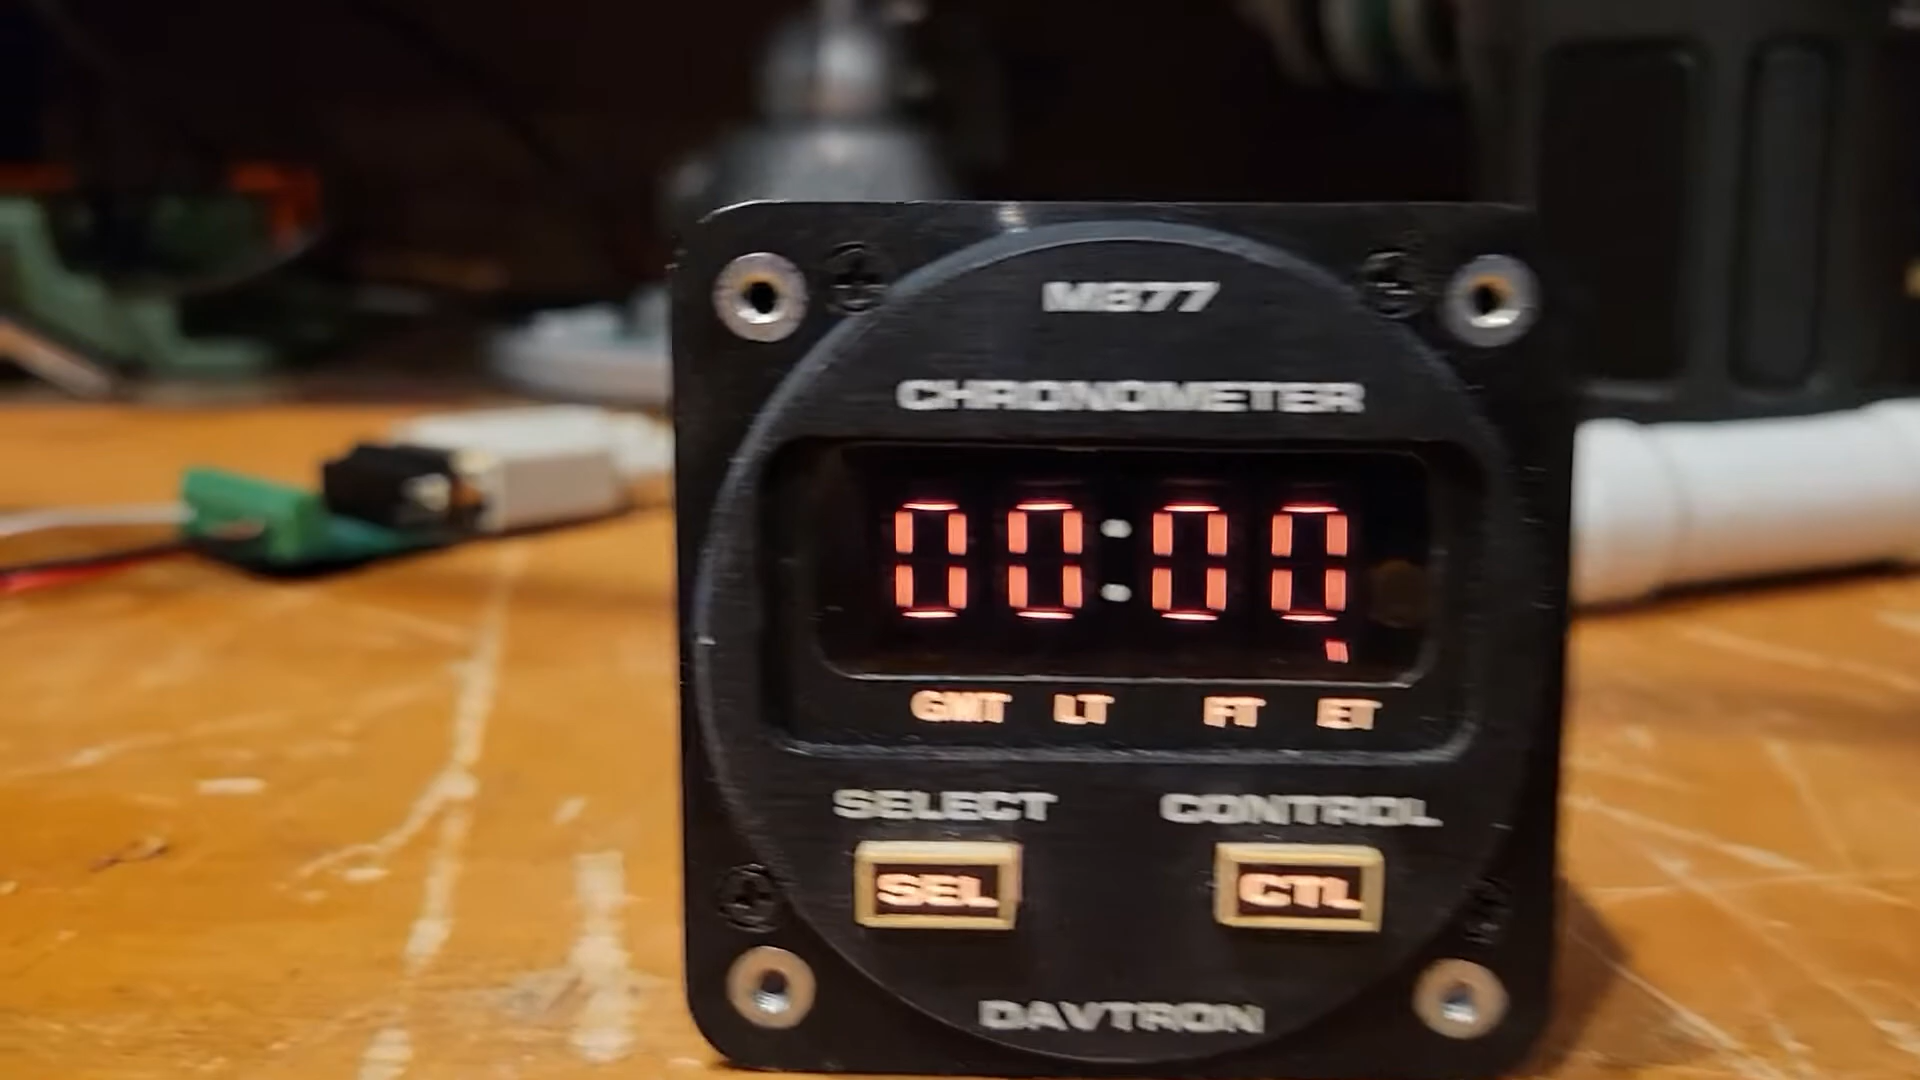 M877
CHRONOMETER
00:00
GMT LT FT ET
SELECT CONTROL
SEL CTL
DAVTRON